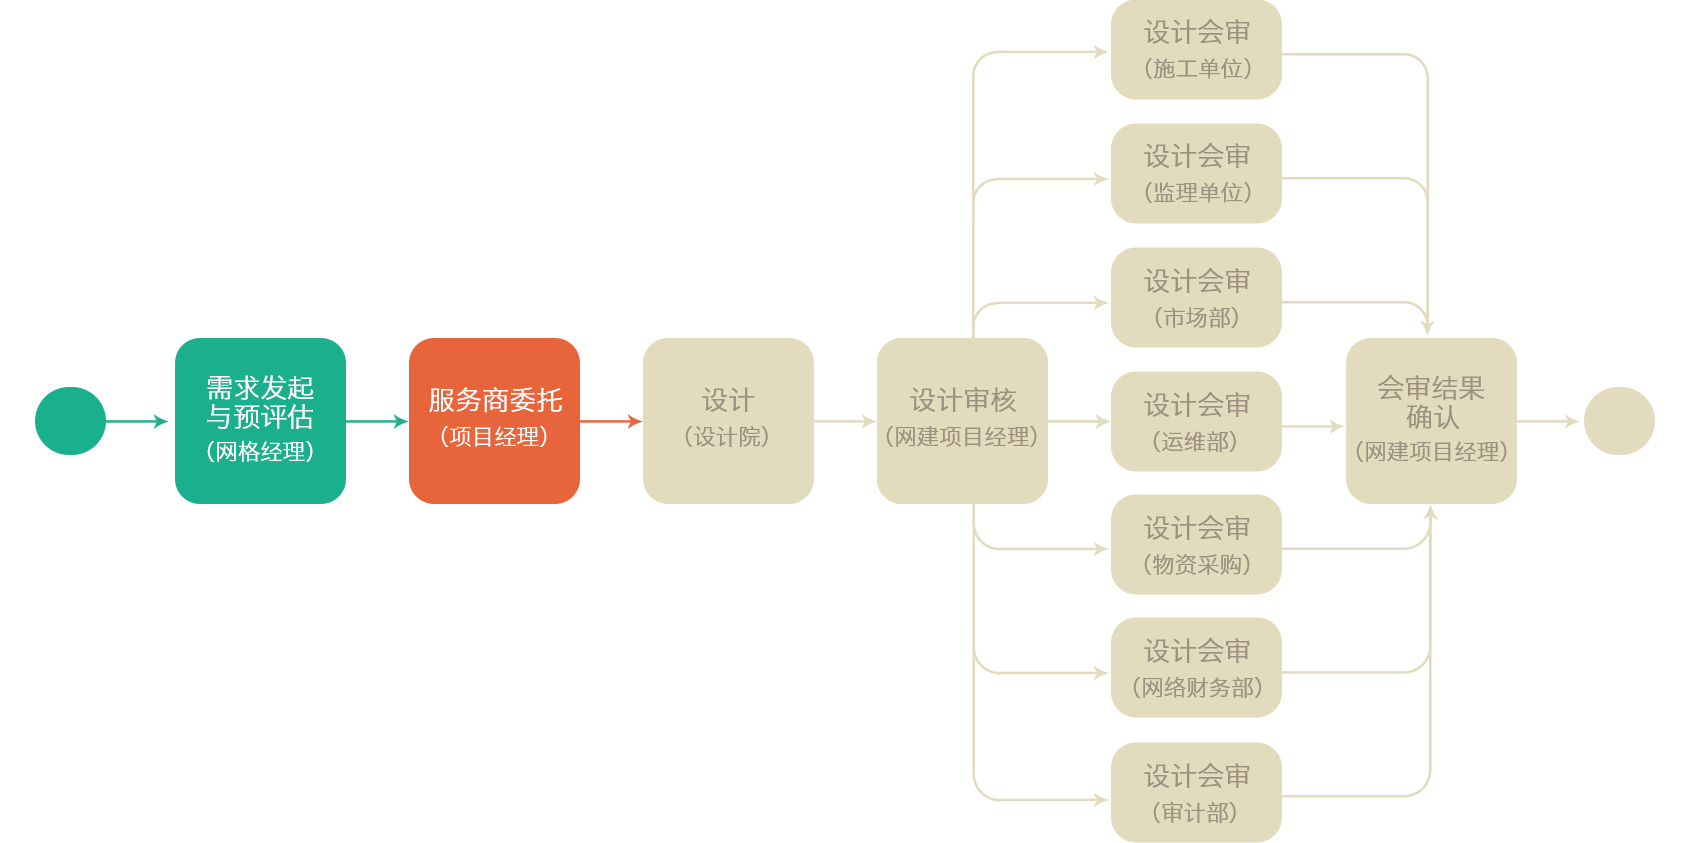 需求发起
与预评估
（网格经理）
服务商委托
（项目经理）
设计
（设计院）
设计审核
（网建项目经理）
设计会审
（施工单位）
设计会审
（监理单位）
设计会审
（市场部）
设计会审
（运维部）
设计会审
（物资采购）
设计会审
（网络财务部）
设计会审
（审计部）
会审结果
确认
（网建项目经理）